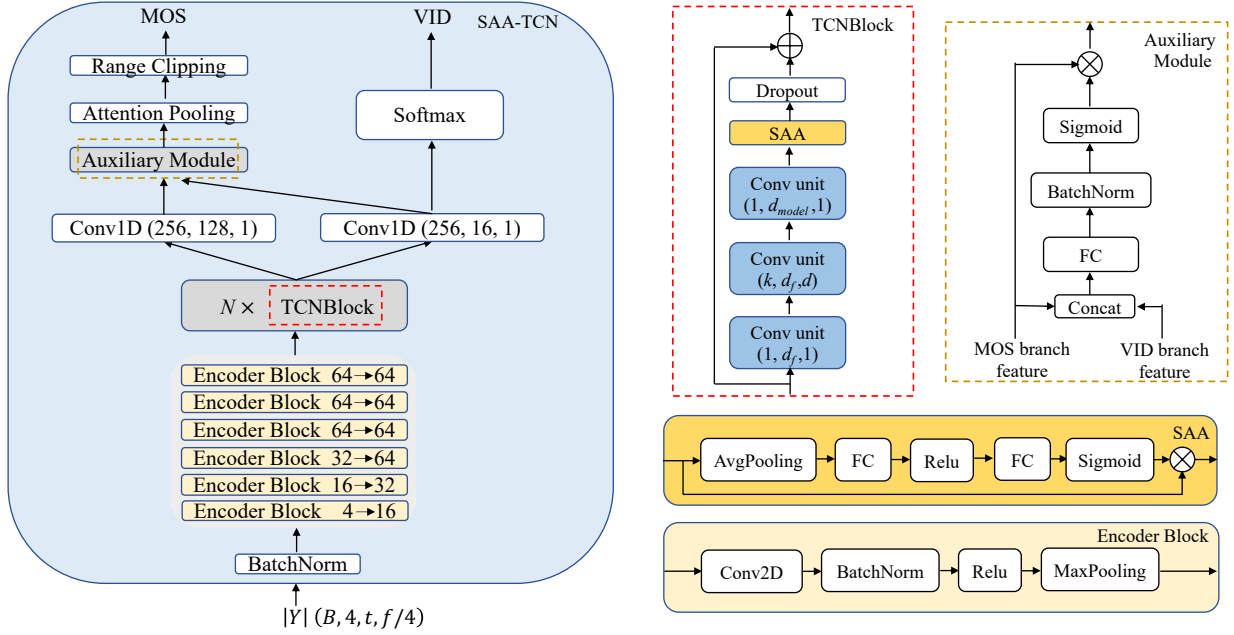 MOS
VID
SAA-TCN
Range Clipping
Attention Pooling
Softmax
Auxiliary Module
Conv1D (256, 128, 1)
Conv1D (256, 16, 1)
N × TCNBlock
Encoder Block 64→64
Encoder Block 64→64
Encoder Block 64→64
Encoder Block 32→64
Encoder Block 16→32
Encoder Block 4→16
BatchNorm
|Y| (B, 4, t, f/4)
TCNBlock
Dropout
SAA
Conv unit
(1, d_model,1)
Conv unit
(k, d_f,d)
Conv unit
(1, d_f,1)
Auxiliary
Module
Sigmoid
BatchNorm
FC
Concat
MOS branch
feature
VID branch
feature
SAA
AvgPooling
FC
Relu
FC
Sigmoid
Encoder Block
Conv2D
BatchNorm
Relu
MaxPooling